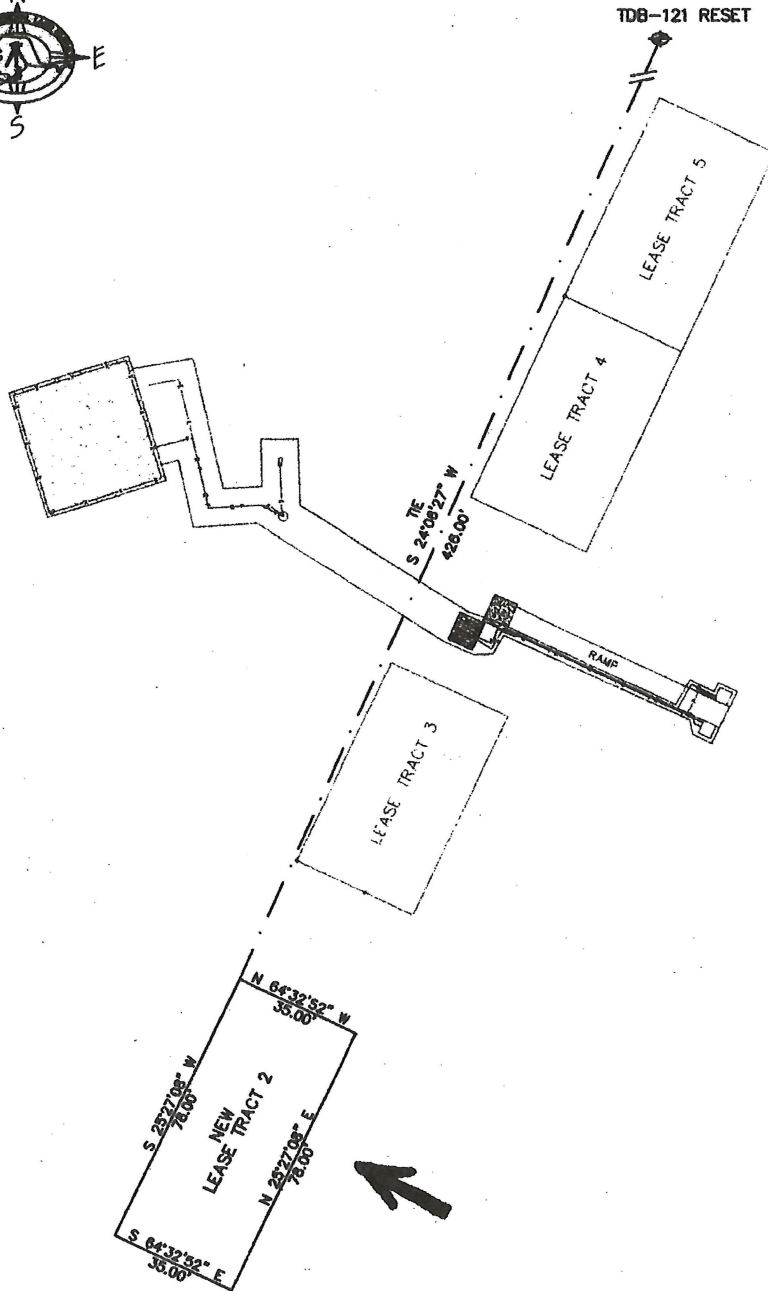 TDB-121 RESET
E
S
LEASE TRACT 5
LEASE TRACT 4
TIE
S 24°08'27" W
426.00'
RAMP
LEASE TRACT 3
N 64°32'52" W
35.00'
S 25°27'08" W
78.00'
NEW
LEASE TRACT 2
N 25°27'08" E
78.00'
S 64°32'52" E
35.00'